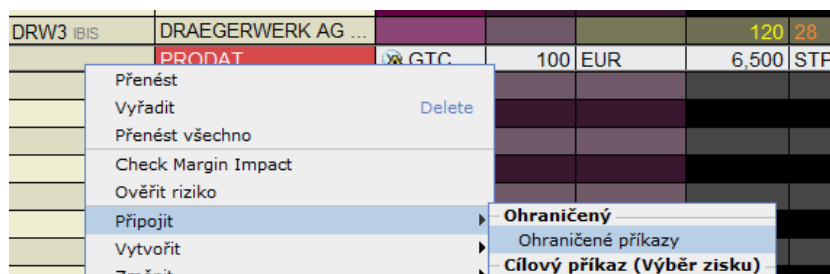 DRW3 IBIS DRAEGERWERK AG ... 120 28
PRODAT GTC 100 EUR 6,500 STP
Přenést
Vyřadit Delete
Přenést všechno
Check Margin Impact
Ověřit riziko
Připojit Ohraničený
Ohraničené příkazy
Vytvořit Cílový příkaz (Výběr zisku)
Změnit